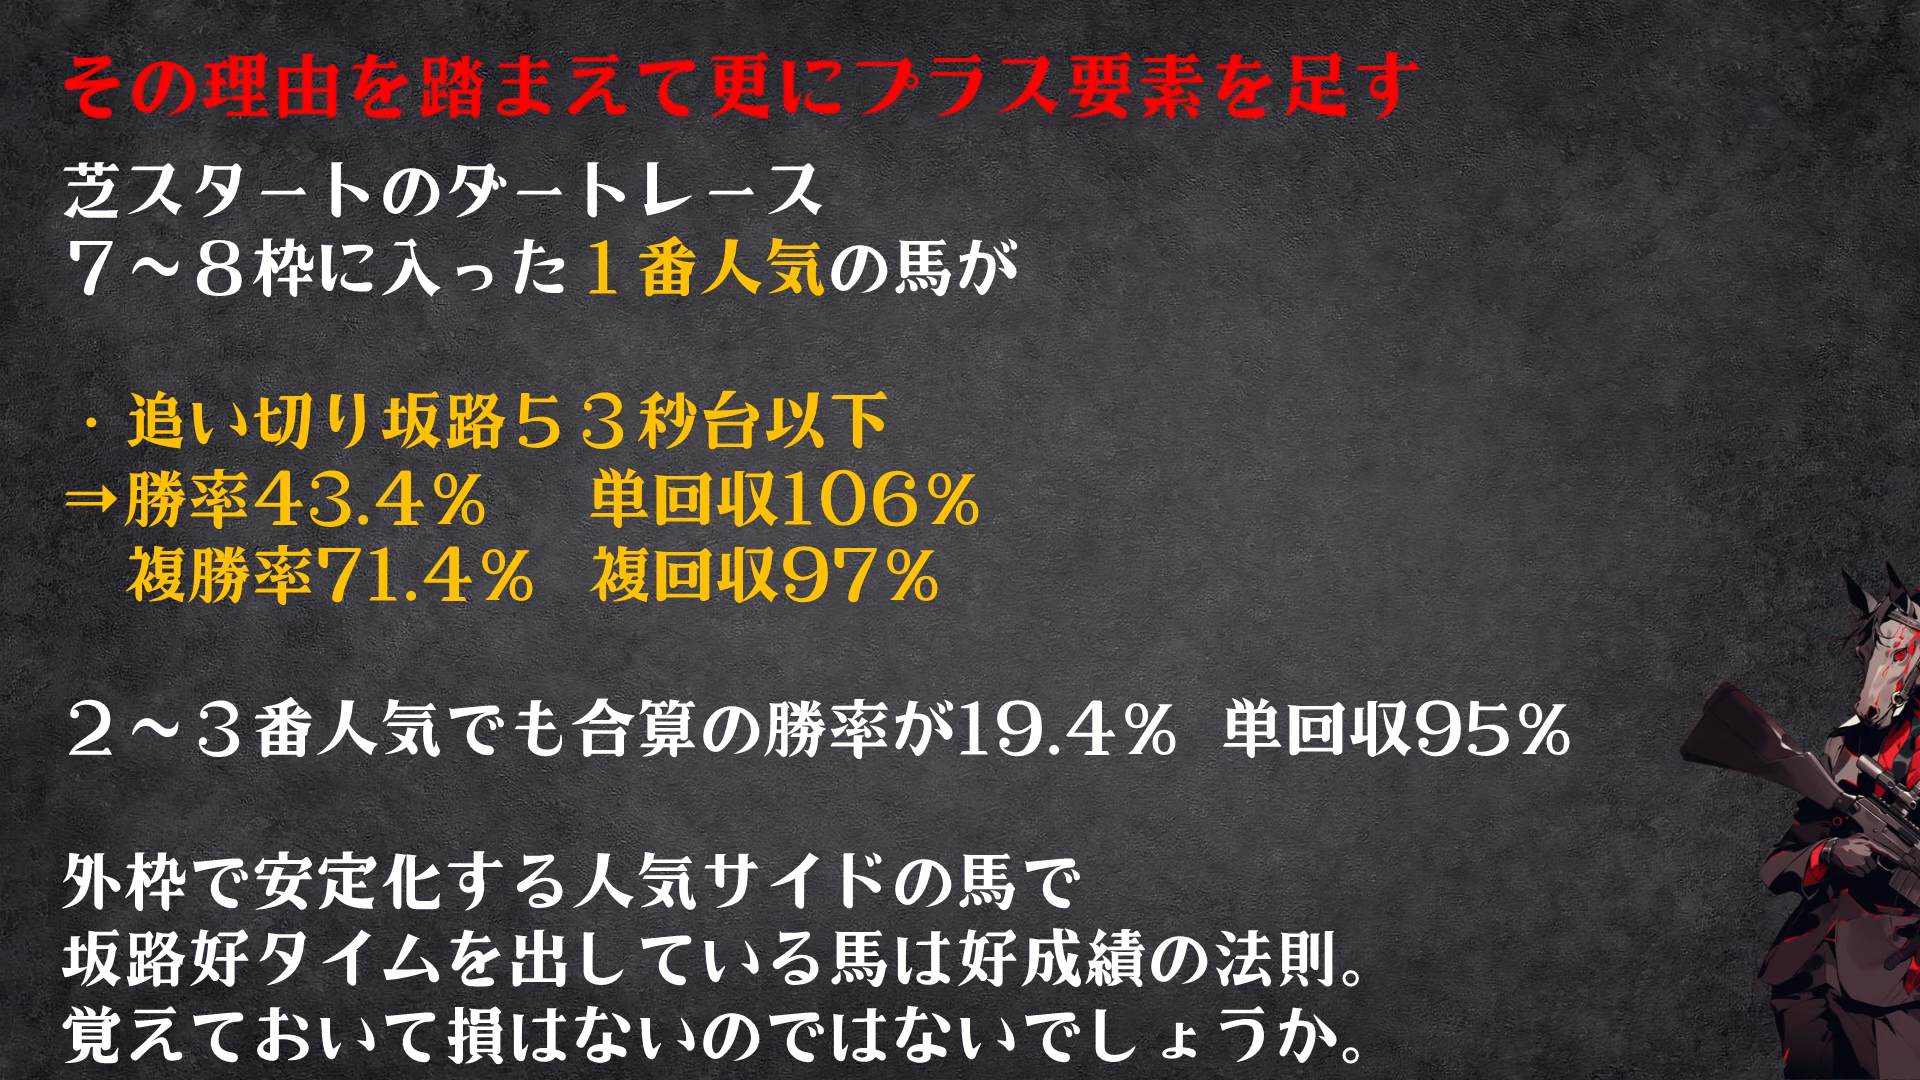 その理由を踏まえて更にプラス要素を足す
芝スタートのダートレース
７～８枠に入った１番人気の馬が
・追い切り坂路５３秒台以下
⇒勝率43.4%　単回収106%
複勝率71.4%　複回収97%
２～３番人気でも合算の勝率が19.4%　単回収95%
外枠で安定化する人気サイドの馬で
坂路好タイムを出している馬は好成績の法則。
覚えておいて損はないのではないでしょうか。